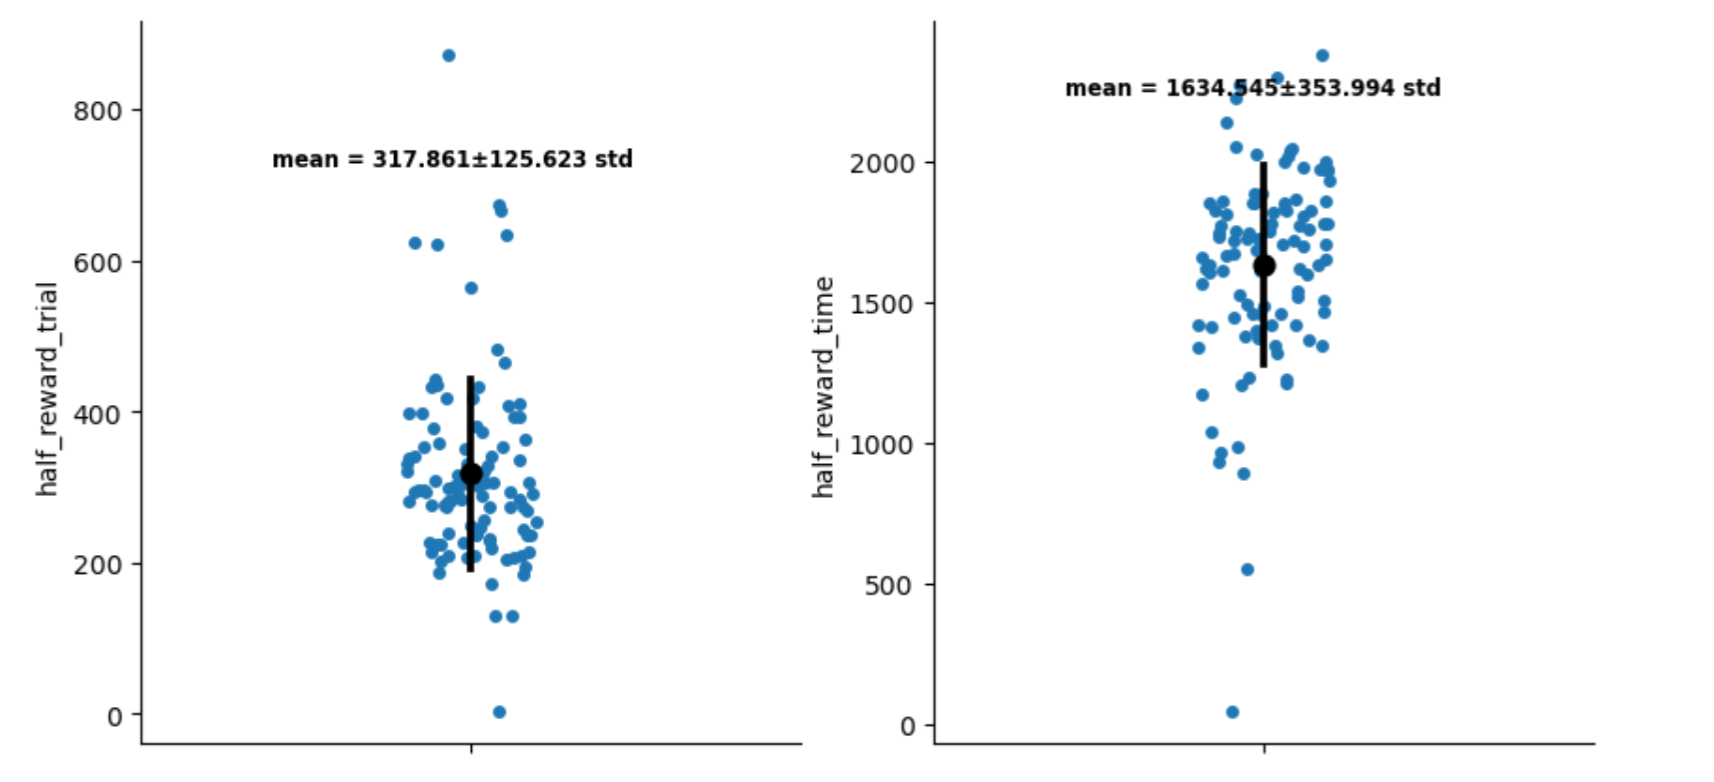 half_reward_trial
800
600
400
200
0
mean = 317.861±125.623 std
half_reward_time
2000
1500
1000
500
0
mean = 1634.545±353.994 std